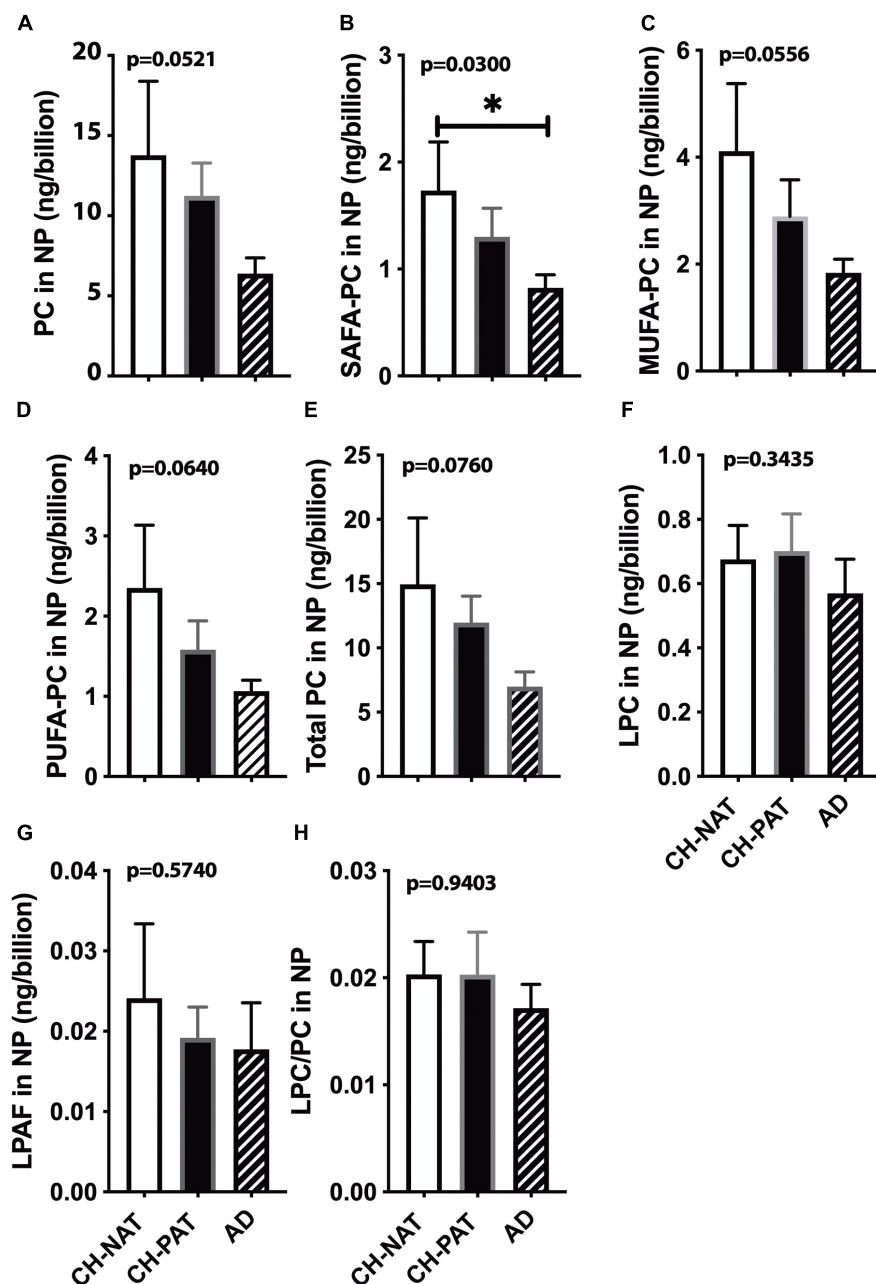 A
PC in NP (ng/billion)
20
15
10
5
0
p=0.0521
B
SAFA-PC in NP (ng/billion)
3
2
1
0
p=0.0300
*
C
MUFA-PC in NP (ng/billion)
6
4
2
0
p=0.0556
D
PUFA-PC in NP (ng/billion)
4
3
2
1
0
p=0.0640
E
Total PC in NP (ng/billion)
25
20
15
10
5
0
p=0.0760
F
LPC in NP (ng/billion)
1.0
0.8
0.6
0.4
0.2
0.0
p=0.3435
CH-NAT
CH-PAT
AD
G
LPAF in NP (ng/billion)
0.04
0.03
0.02
0.01
0.00
p=0.5740
CH-NAT
CH-PAT
AD
H
LPC/PC in NP
0.03
0.02
0.01
0.00
p=0.9403
CH-NAT
CH-PAT
AD